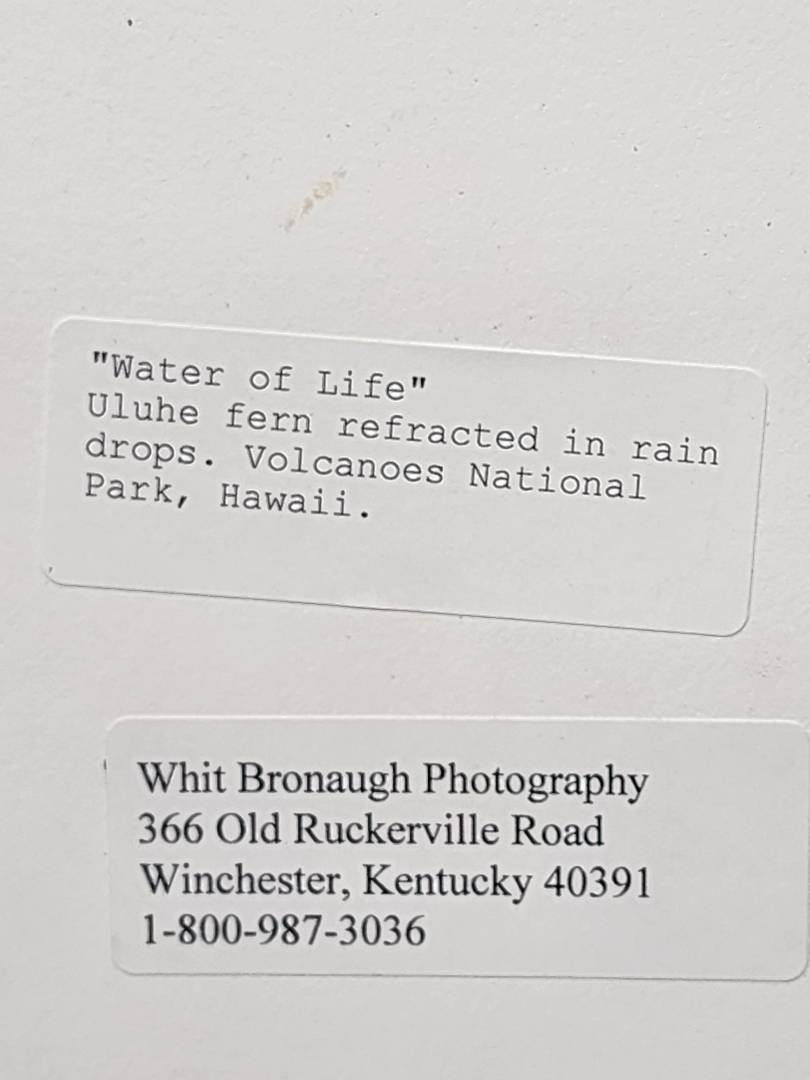 "Water of Life"
Uluhe fern refracted in rain
drops. Volcanoes National
Park, Hawaii.
Whit Bronaugh Photography
366 Old Ruckerville Road
Winchester, Kentucky 40391
1-800-987-3036